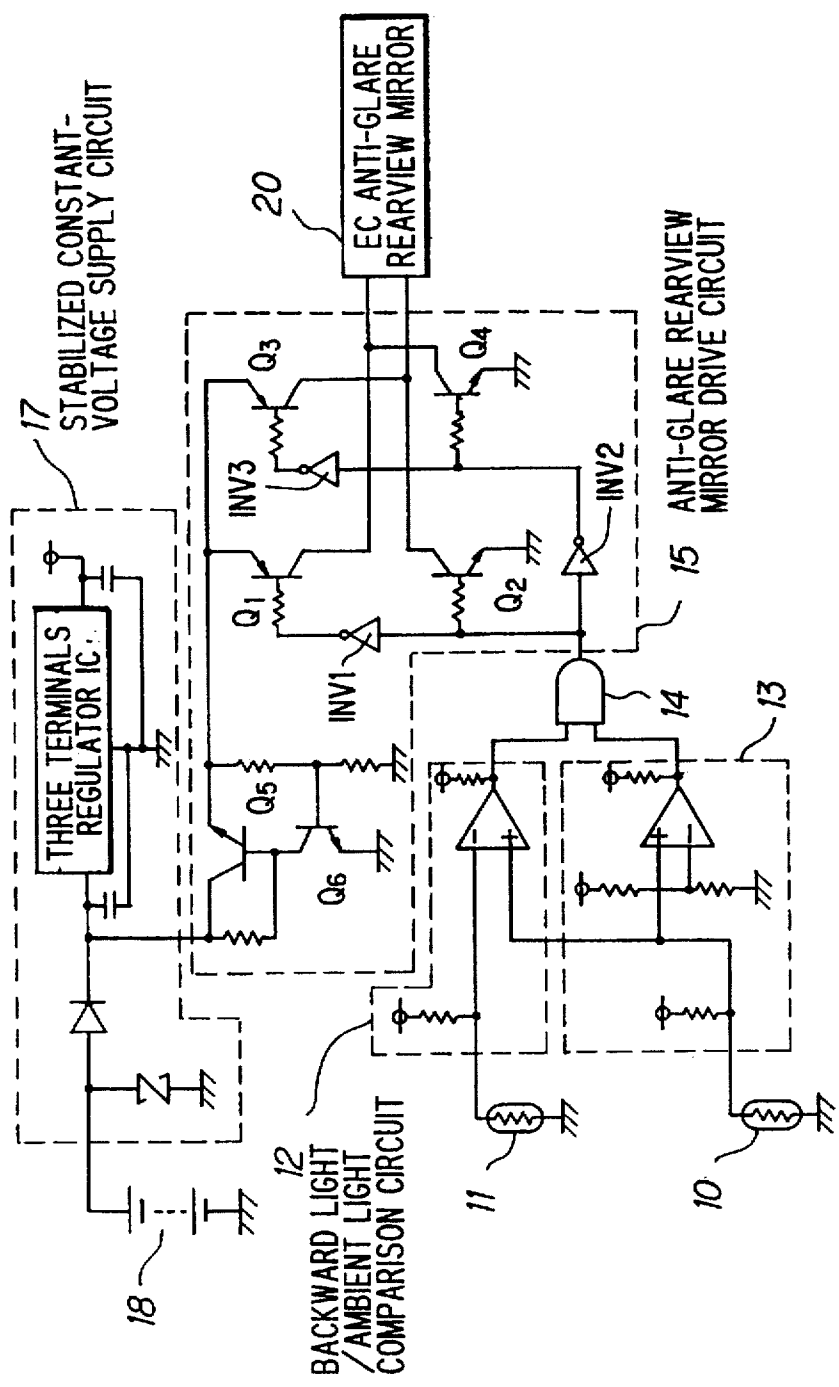 17
STABILIZED CONSTANT-
VOLTAGE SUPPLY CIRCUIT
THREE TERMINALS
REGULATOR IC
18
20
EC ANTI-GLARE
REARVIEW MIRROR
Q5
Q6
Q1
Q3
INV1
INV3
Q2
Q4
INV2
15
ANTI-GLARE REARVIEW
MIRROR DRIVE CIRCUIT
12
BACKWARD LIGHT
/AMBIENT LIGHT
COMPARISON CIRCUIT
14
13
11
10